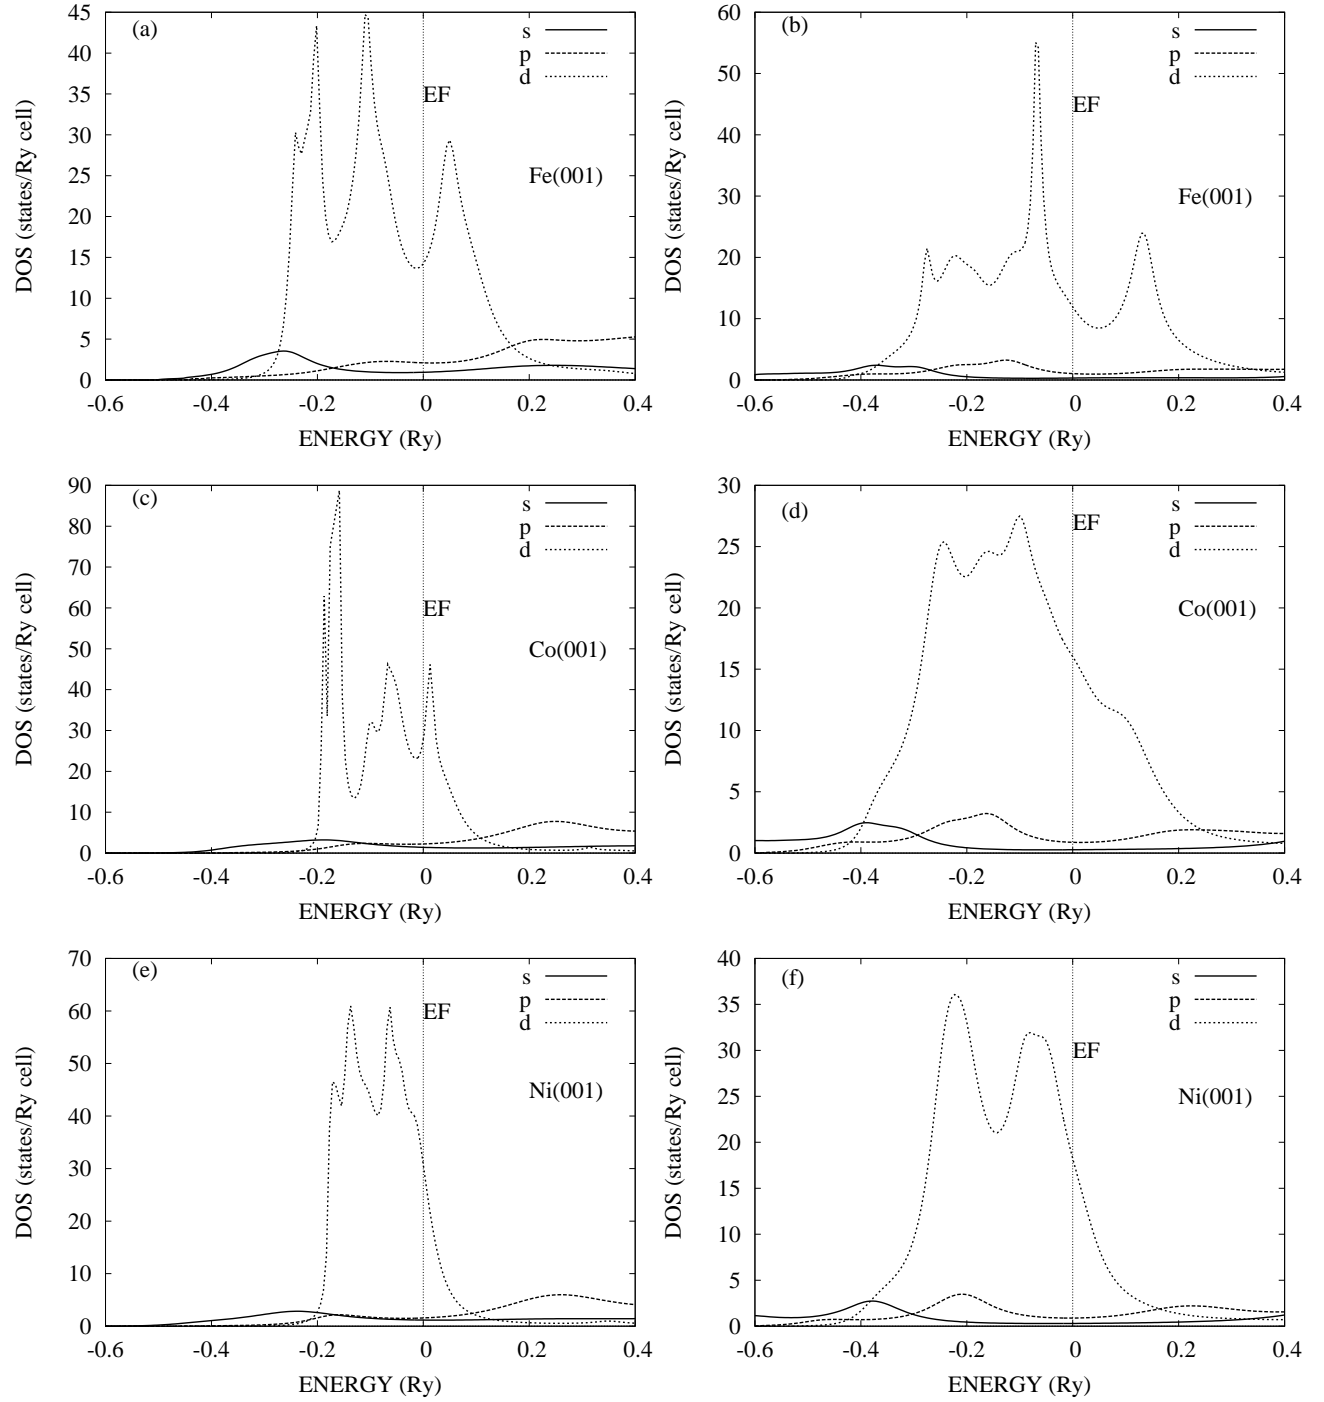 (a)
s
p
d
EF
Fe(001)
DOS (states/Ry cell)
45
40
35
30
25
20
15
10
5
0
-0.6 -0.4 -0.2 0 0.2 0.4
ENERGY (Ry)
(b)
s
p
d
EF
Fe(001)
DOS (states/Ry cell)
60
50
40
30
20
10
0
-0.6 -0.4 -0.2 0 0.2 0.4
ENERGY (Ry)
(c)
s
p
d
EF
Co(001)
DOS (states/Ry cell)
90
80
70
60
50
40
30
20
10
0
-0.6 -0.4 -0.2 0 0.2 0.4
ENERGY (Ry)
(d)
s
p
d
EF
Co(001)
DOS (states/Ry cell)
30
25
20
15
10
5
0
-0.6 -0.4 -0.2 0 0.2 0.4
ENERGY (Ry)
(e)
s
p
d
EF
Ni(001)
DOS (states/Ry cell)
70
60
50
40
30
20
10
0
-0.6 -0.4 -0.2 0 0.2 0.4
ENERGY (Ry)
(f)
s
p
d
EF
Ni(001)
DOS (states/Ry cell)
40
35
30
25
20
15
10
5
0
-0.6 -0.4 -0.2 0 0.2 0.4
ENERGY (Ry)